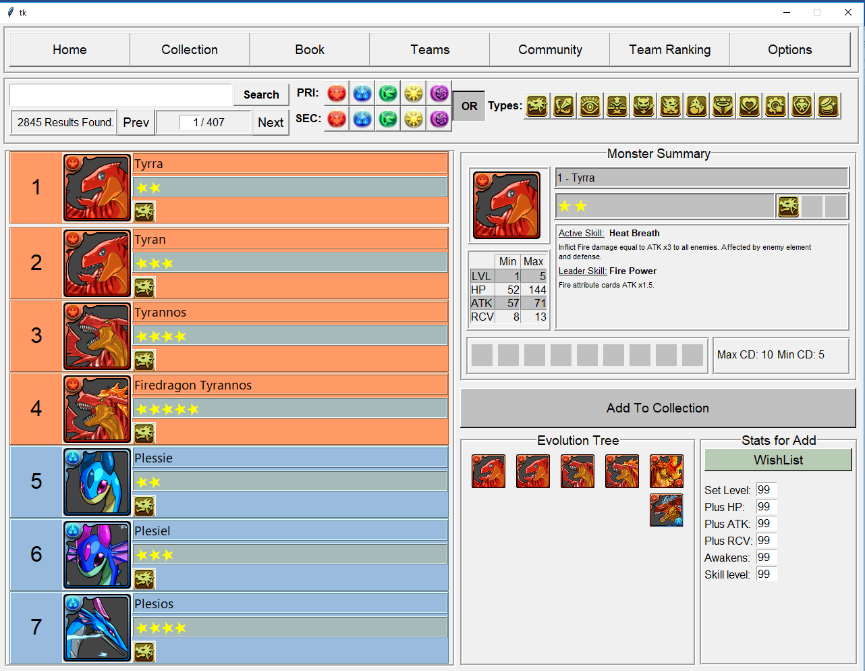 tk
Home Collection Book Teams Community Team Ranking Options
Search PRI:
OR Types:
2845 Results Found. Prev 1 / 407 Next SEC:
1 Tyrra
2 Tyran
3 Tyrannos
4 Firedragon Tyrannos
5 Plessie
6 Plesiel
7 Plesios
Monster Summary
1 - Tyrra
Active Skill: Heat Breath
Inflict Fire damage equal to ATK x3 to all enemies. Affected by enemy element
and defense.
Leader Skill: Fire Power
Fire attribute cards ATK x1.5.
Min Max
LVL 1 5
HP 52 144
ATK 57 71
RCV 8 13
Max CD: 10 Min CD: 5
Add To Collection
Evolution Tree
Stats for Add
WishList
Set Level: 99
Plus HP: 99
Plus ATK: 99
Plus RCV: 99
Awakens: 99
Skill level: 99